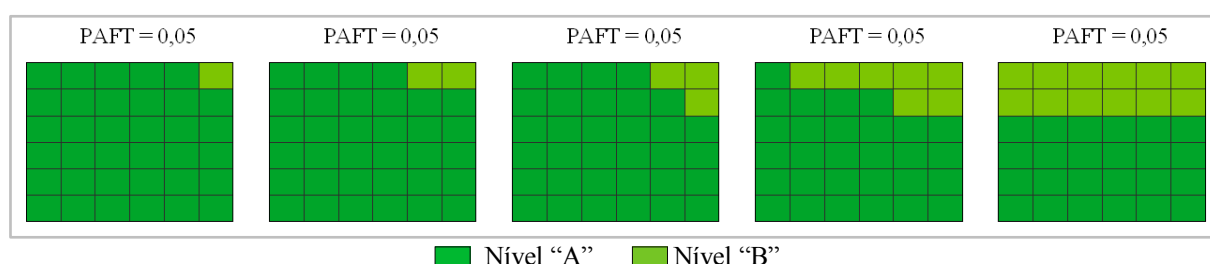 PAFT = 0,05 PAFT = 0,05 PAFT = 0,05 PAFT = 0,05 PAFT = 0,05
Nível “A” Nível “B”